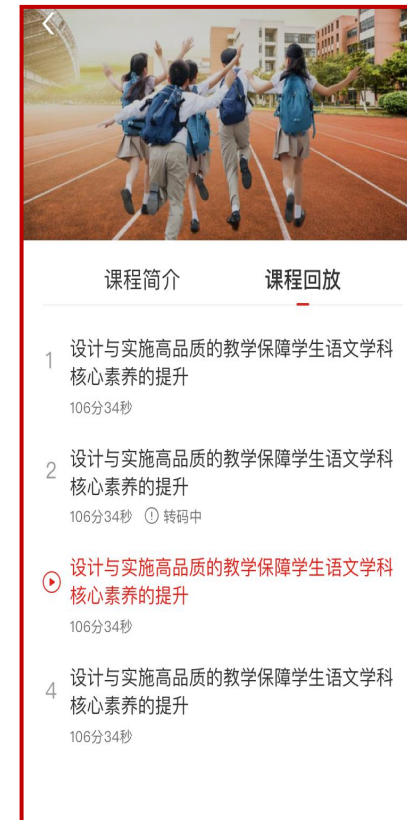 课程简介 课程回放
1 设计与实施高品质的教学保障学生语文学科
核心素养的提升
106分34秒
2 设计与实施高品质的教学保障学生语文学科
核心素养的提升
106分34秒 转码中
设计与实施高品质的教学保障学生语文学科
核心素养的提升
106分34秒
4 设计与实施高品质的教学保障学生语文学科
核心素养的提升
106分34秒